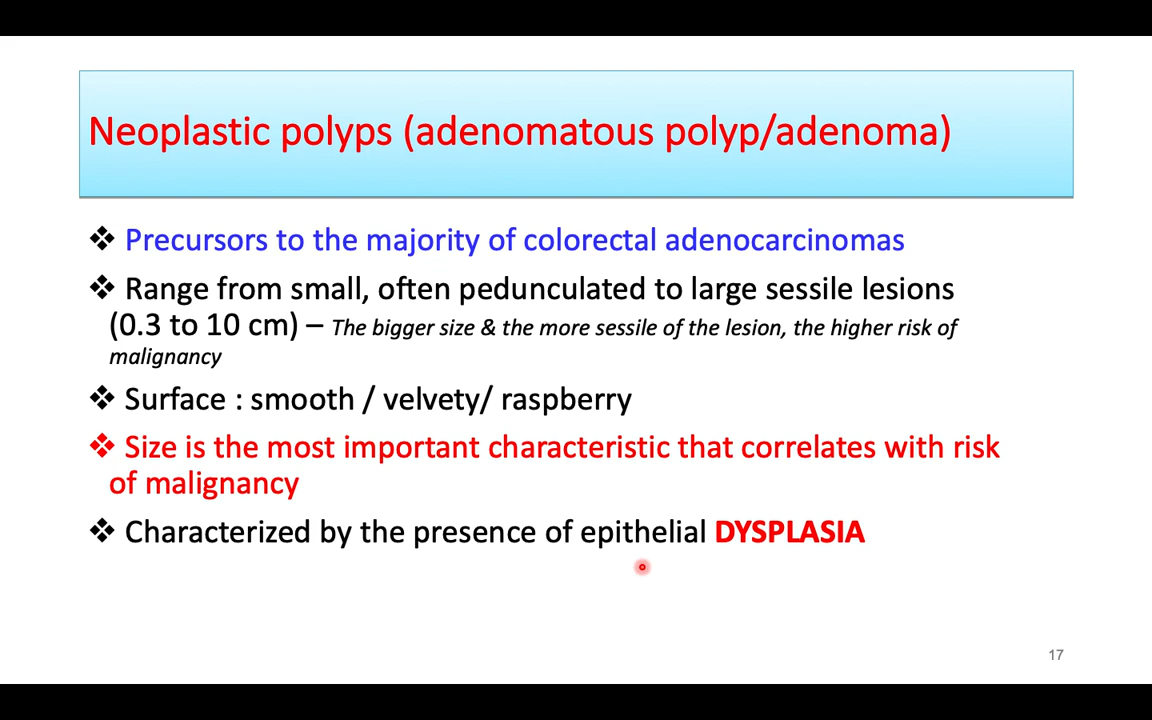 Neoplastic polyps (adenomatous polyp/adenoma)
❖ Precursors to the majority of colorectal adenocarcinomas
❖ Range from small, often pedunculated to large sessile lesions
(0.3 to 10 cm) – The bigger size & the more sessile of the lesion, the higher risk of
malignancy
❖ Surface : smooth / velvety/ raspberry
❖ Size is the most important characteristic that correlates with risk
of malignancy
❖ Characterized by the presence of epithelial DYSPLASIA
17